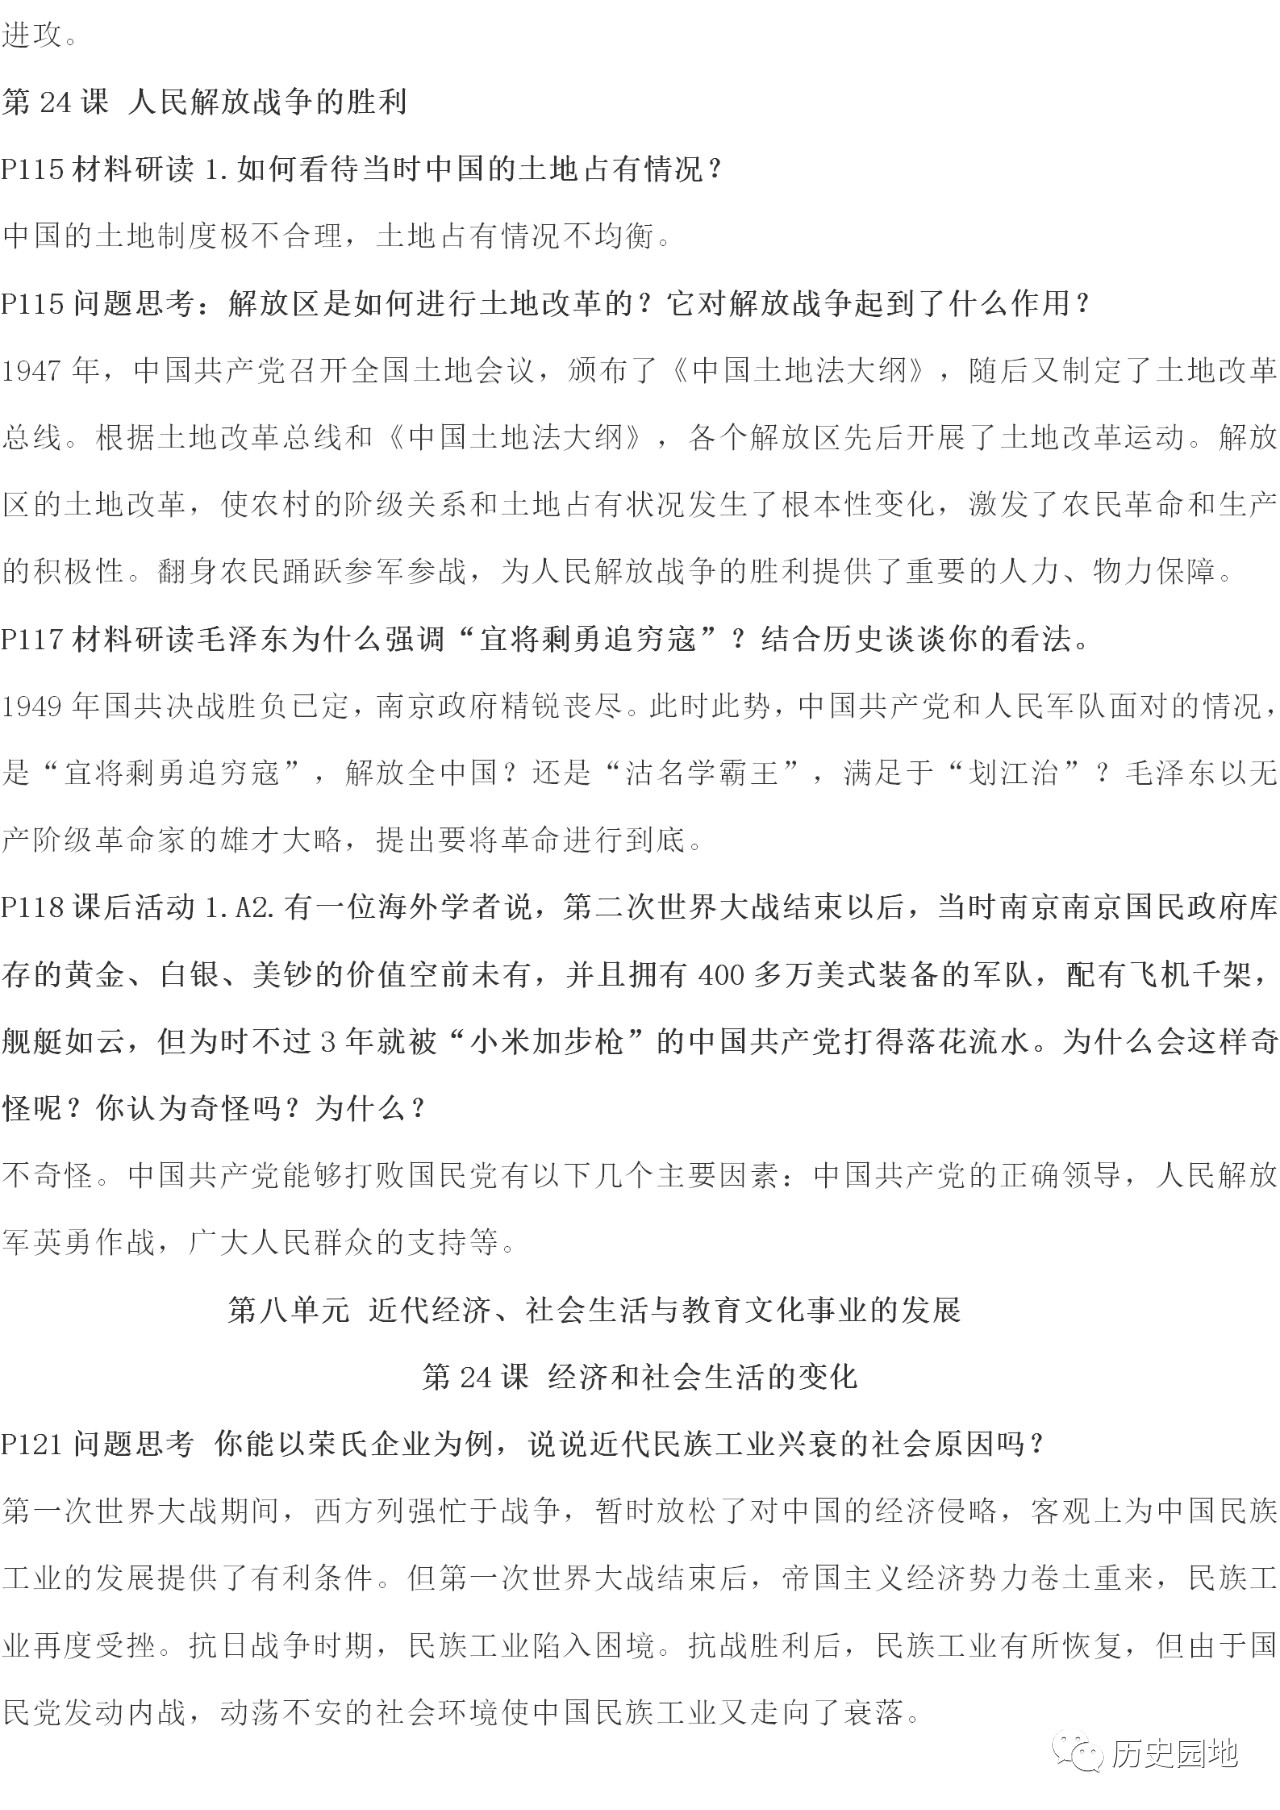 进攻。
第 24 课 人民解放战争的胜利
P115 材料研读 1. 如何看待当时中国的土地占有情况？
中国的土地制度极不合理，土地占有情况不均衡。
P115 问题思考：解放区是如何进行土地改革的？它对解放战争起到了什么作用？
1947 年，中国共产党召开全国土地会议，颁布了《中国土地法大纲》，随后又制定了土地改革
总线。根据土地改革总线和《中国土地法大纲》，各个解放区先后开展了土地改革运动。解放
区的土地改革，使农村的阶级关系和土地占有状况发生了根本性变化，激发了农民革命和生产
的积极性。翻身农民踊跃参军参战，为人民解放战争的胜利提供了重要的人力、物力保障。
P117 材料研读毛泽东为什么强调“宜将剩勇追穷寇”？结合历史谈谈你的看法。
1949 年国共决战胜负已定，南京政府精锐丧尽。此时此势，中国共产党和人民军队面对的情况，
是“宜将剩勇追穷寇”，解放全中国？还是“沽名学霸王”，满足于“划江治”？毛泽东以无
产阶级革命家的雄才大略，提出要将革命进行到底。
P118 课后活动 1. A2. 有一位海外学者说，第二次世界大战结束以后，当时南京南京国民政府库
存的黄金、白银、美钞的价值空前未有，并且拥有 400 多万美式装备的军队，配有飞机千架，
舰艇如云，但为时不过 3 年就被“小米加步枪”的中国共产党打得落花流水。为什么会这样奇
怪呢？你认为奇怪吗？为什么？
不奇怪。中国共产党能够打败国民党有以下几个主要因素：中国共产党的正确领导，人民解放
军英勇作战，广大人民群众的支持等。
第八单元 近代经济、社会生活与教育文化事业的发展
第 24 课 经济和社会生活的变化
P121 问题思考 你能以荣氏企业为例，说说近代民族工业兴衰的社会原因吗？
第一次世界大战期间，西方列强忙于战争，暂时放松了对中国的经济侵略，客观上为中国民族
工业的发展提供了有利条件。但第一次世界大战结束后，帝国主义经济势力卷土重来，民族工
业再度受挫。抗日战争时期，民族工业陷入困境。抗战胜利后，民族工业有所恢复，但由于国
民党发动内战，动荡不安的社会环境使中国民族工业又走向了衰落。
历史园地